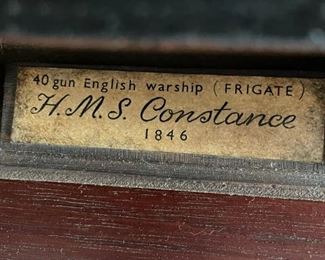 40 gun English warship (FRIGATE)
H.M.S. Constance
1846